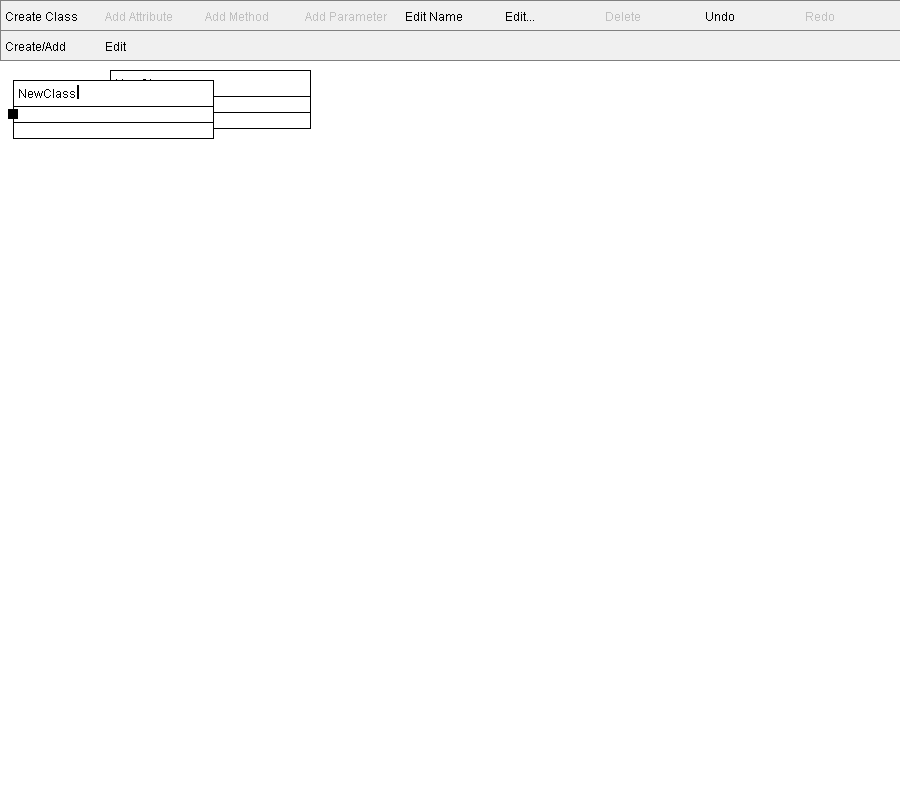 Create Class Add Attribute Add Method Add Parameter Edit Name Edit... Delete Undo Redo
Create/Add Edit
NewClass